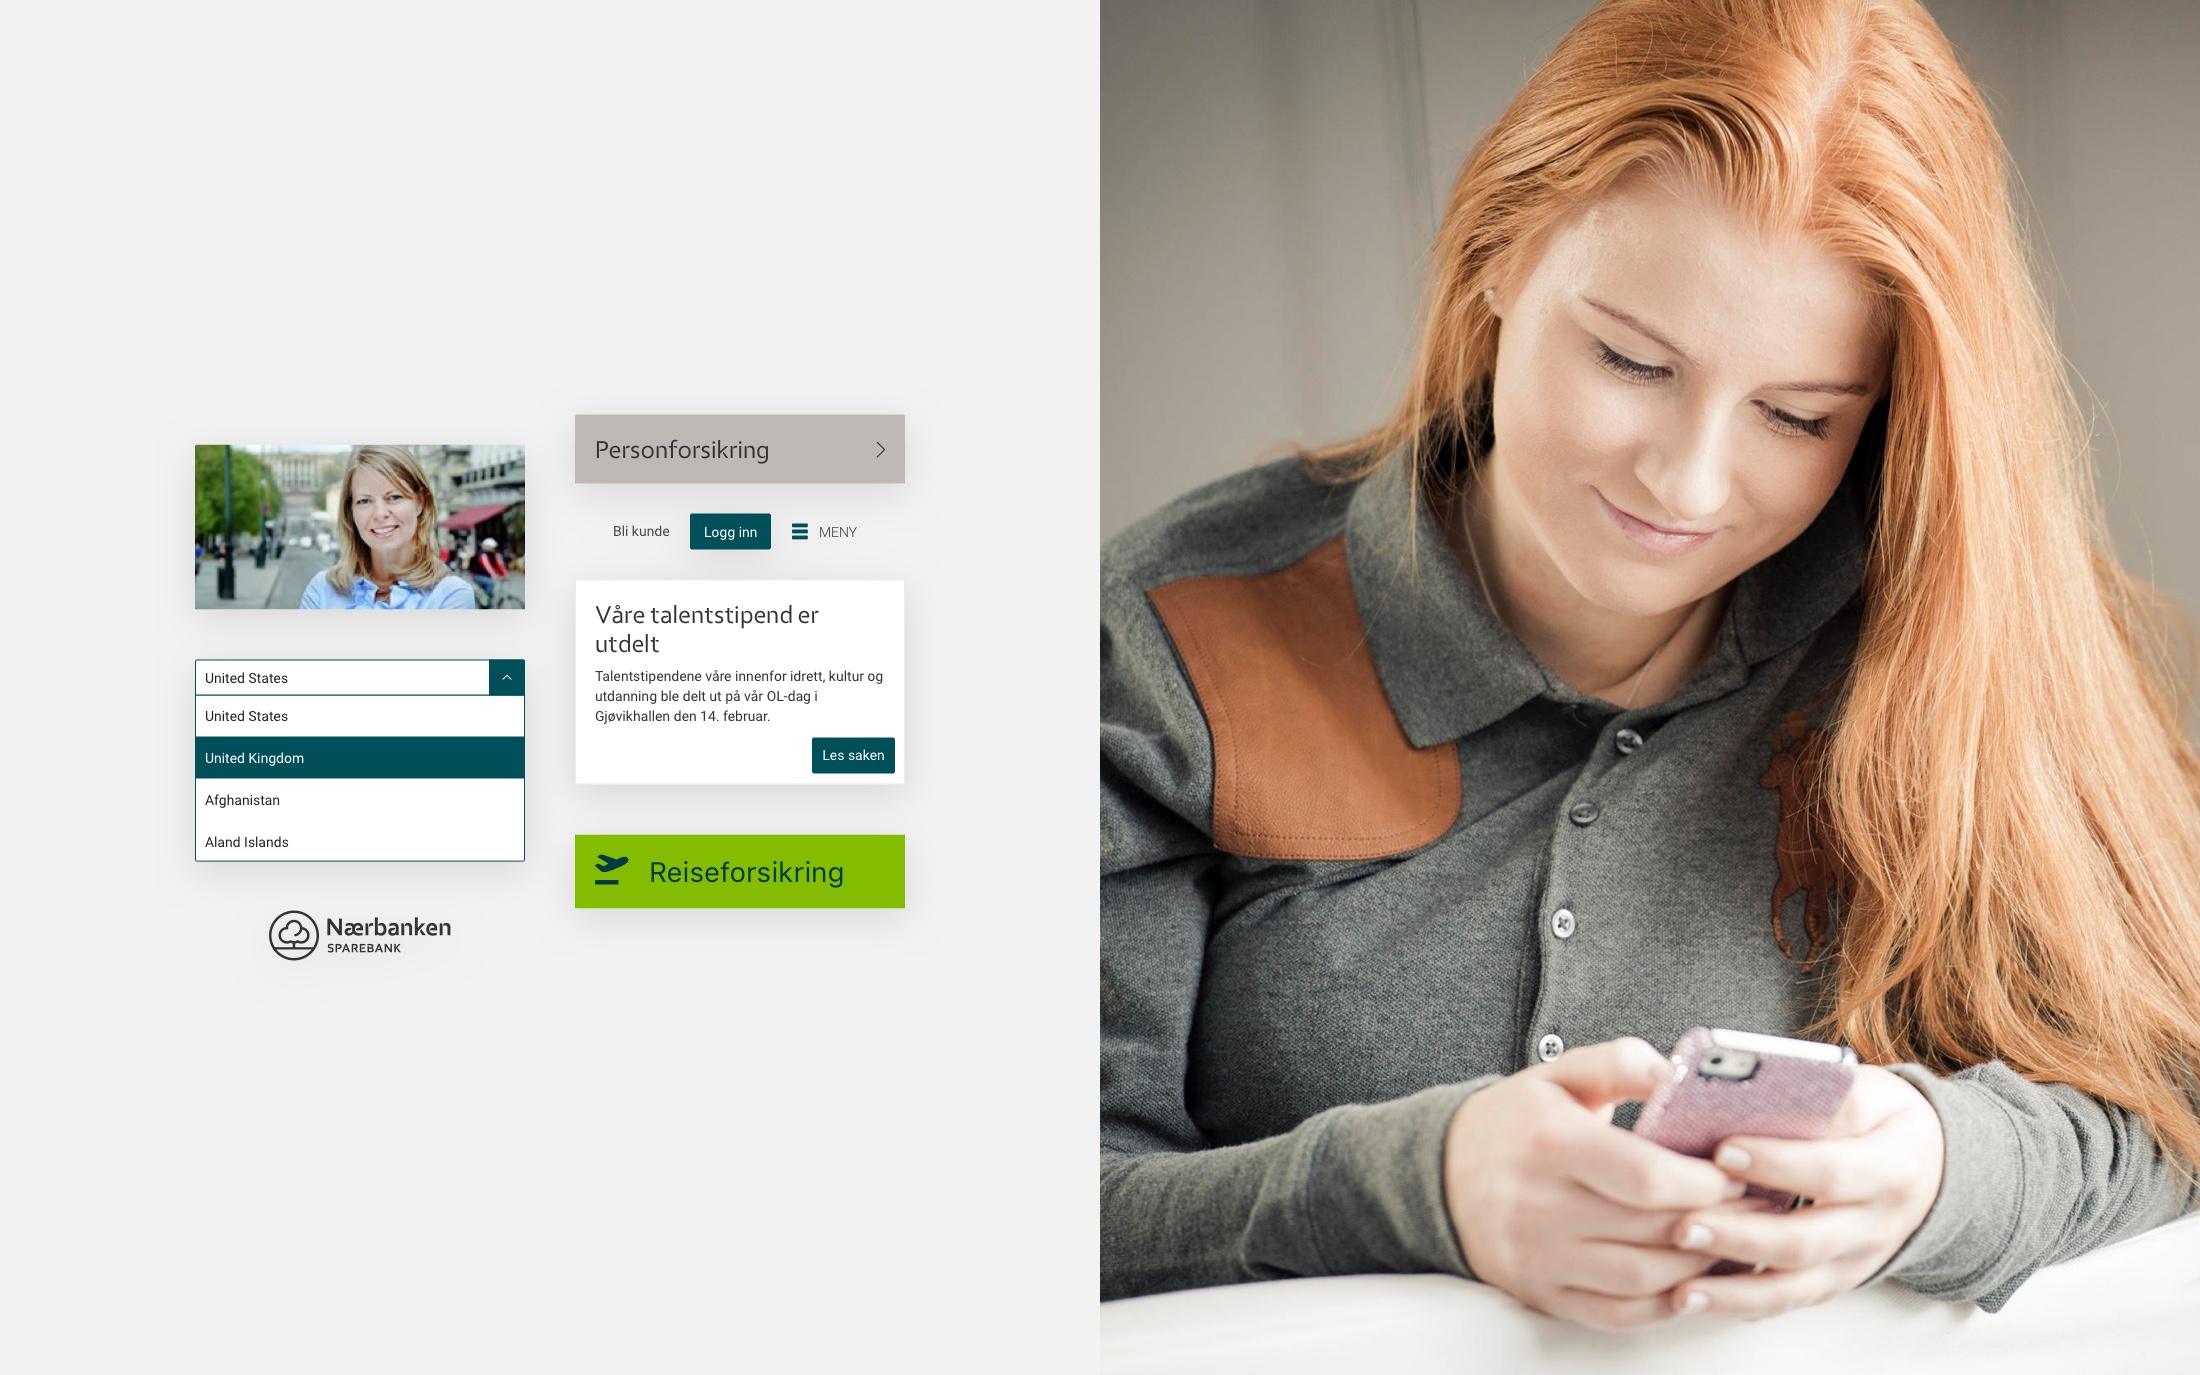 United States
United States
United Kingdom
Afghanistan
Aland Islands
Nærbanken
SPAREBANK
Personforsikring
Bli kunde
Logg inn
MENY
Våre talentstipend er
utdelt
Talentstipendene våre innenfor idrett, kultur og
utdanning ble delt ut på vår OL-dag i
Gjøvikhallen den 14. februar.
Les saken
Reiseforsikring